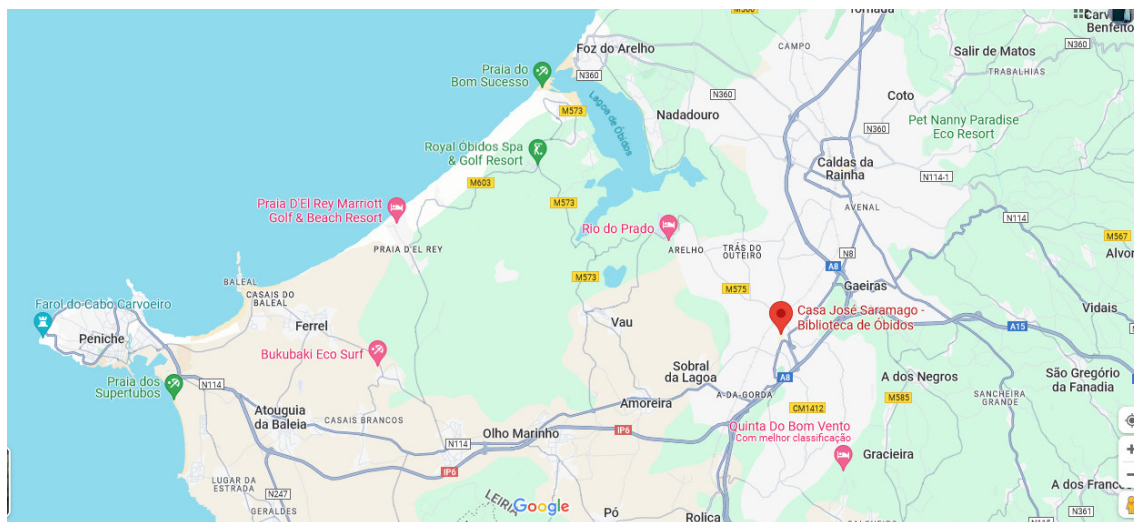 M566
Tornada
N360
Benfeito
CAMPO
Salir de Matos
TRABALHIAS
Foz do Arelho
N360
Praia do
Bom Sucesso
M573
Lagoa de Óbidos
N360
Coto
Nadadouro
N360
Pet Nanny Paradise
Eco Resort
Royal Óbidos Spa
& Golf Resort
M603
Caldas da
Rainha
N114-1
M573
Praia D'El Rey Marriott
Golf & Beach Resort
AVENAL
N114
Rio do Prado
PRAIA D'EL REY
ARELHO
TRÁS DO
OUTEIRO
N8
M567
A8
BALEAL
M573
M575
Gaeiras
CASAIS DO
BALEAL
Farol do Cabo Carvoeiro
Vidais
Casa José Saramago -
Biblioteca de Óbidos
Ferrel
Vau
A15
Peniche
Bukubaki Eco Surf
Sobral
da Lagoa
A8
A dos Negros
São Gregório
da Fanadia
Praia dos
Supertubos
N114
A-DA-GORDA
M585
SANCHEIRA
GRANDE
Amoreira
CM1412
Atouguia
da Baleia
CASAIS BRANCOS
Olho Marinho
IP6
Quinta Do Bom Vento
Com melhor classificação
N114
Gracieira
IP6
LUGAR DA
ESTRADA
N247
LEIRIA
Google
A dos Francos
GERALDES
Pó
Roliça
N361